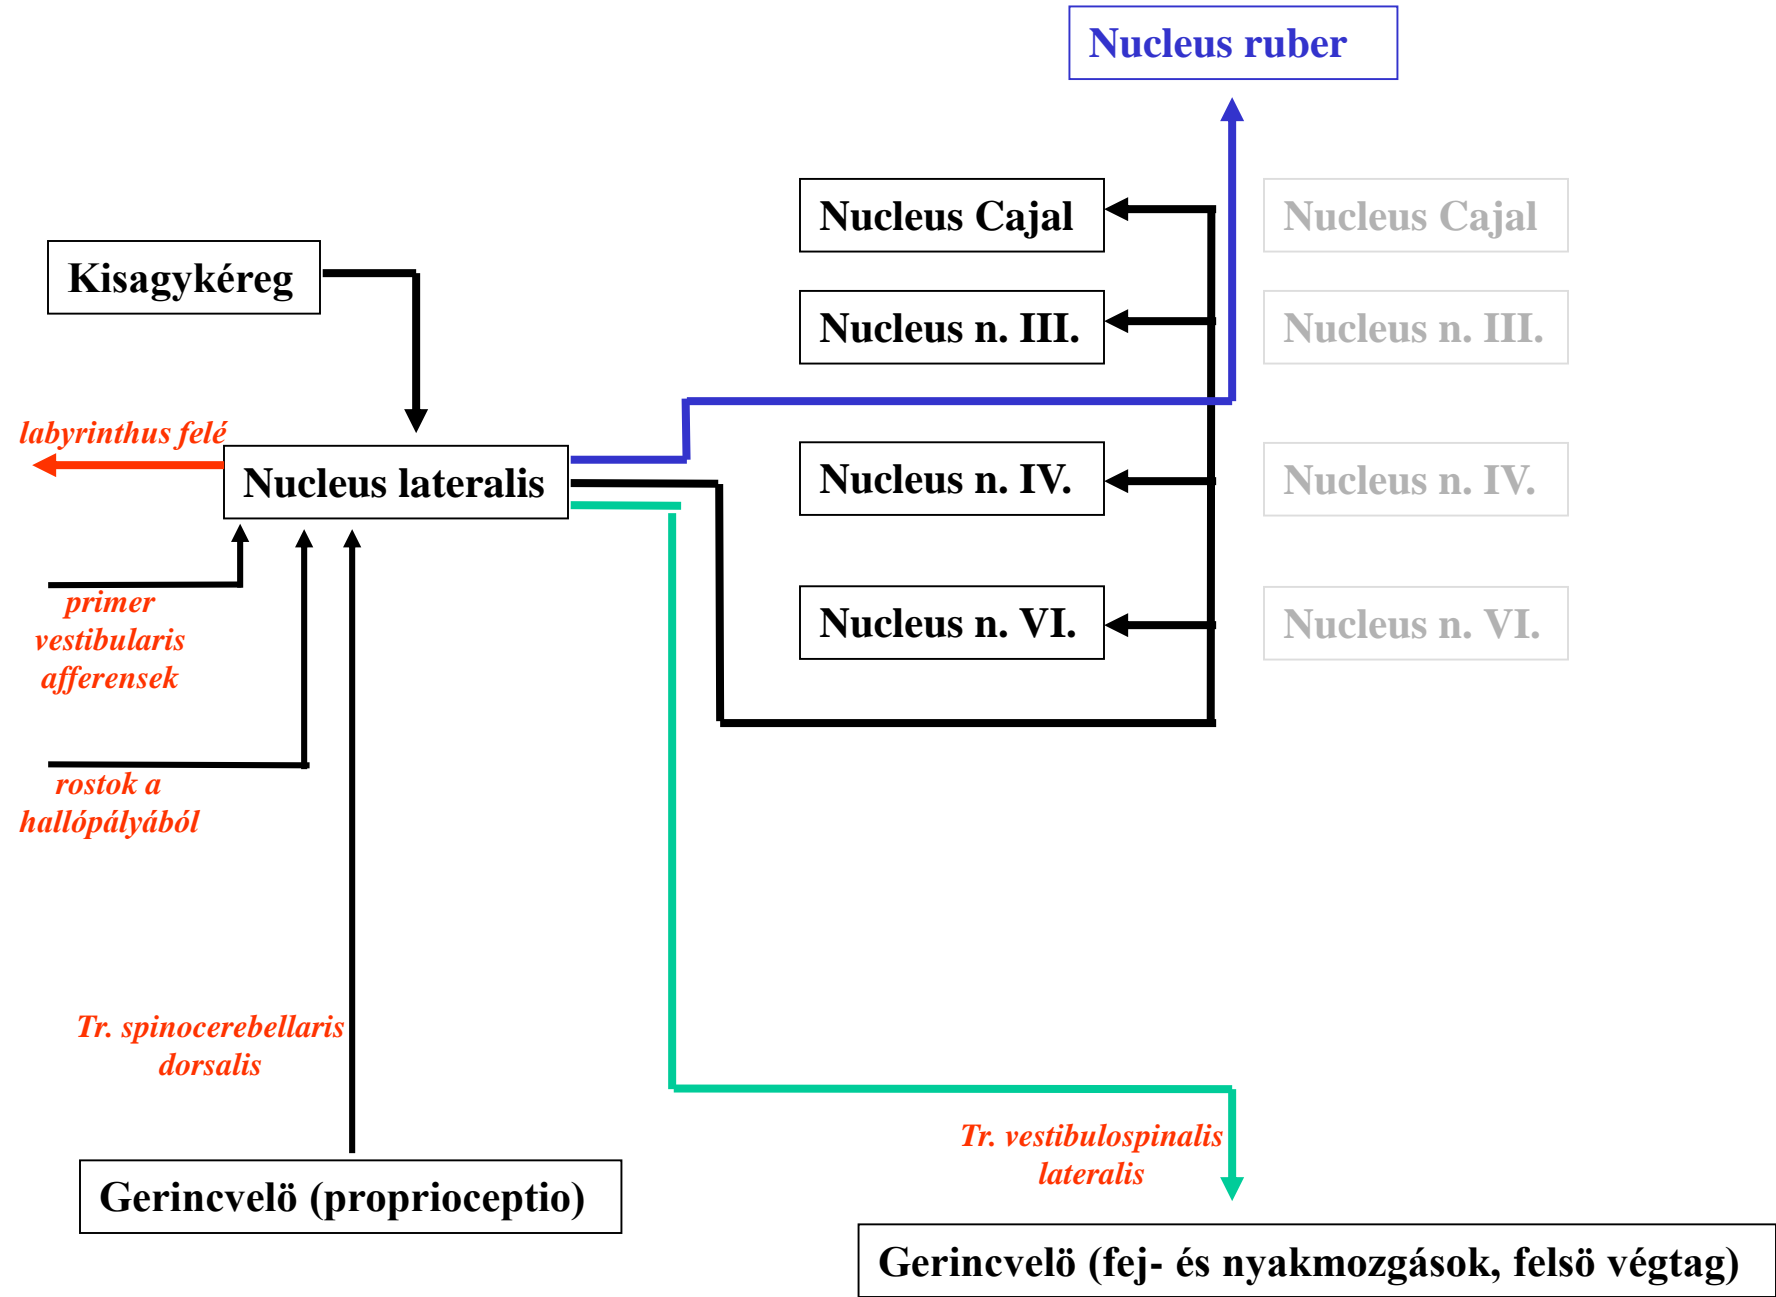 Nucleus ruber
Nucleus Cajal
Nucleus Cajal
Kisagykéreg
Nucleus n. III.
Nucleus n. III.
labyrinthus felé
Nucleus lateralis
Nucleus n. IV.
Nucleus n. IV.
primer
vestibularis
afferensek
Nucleus n. VI.
Nucleus n. VI.
rostok a
hallópályából
Tr. spinocerebellaris
dorsalis
Tr. vestibulospinalis
lateralis
Gerincvelö (proprioceptio)
Gerincvelö (fej- és nyakmozgások, felsö végtag)